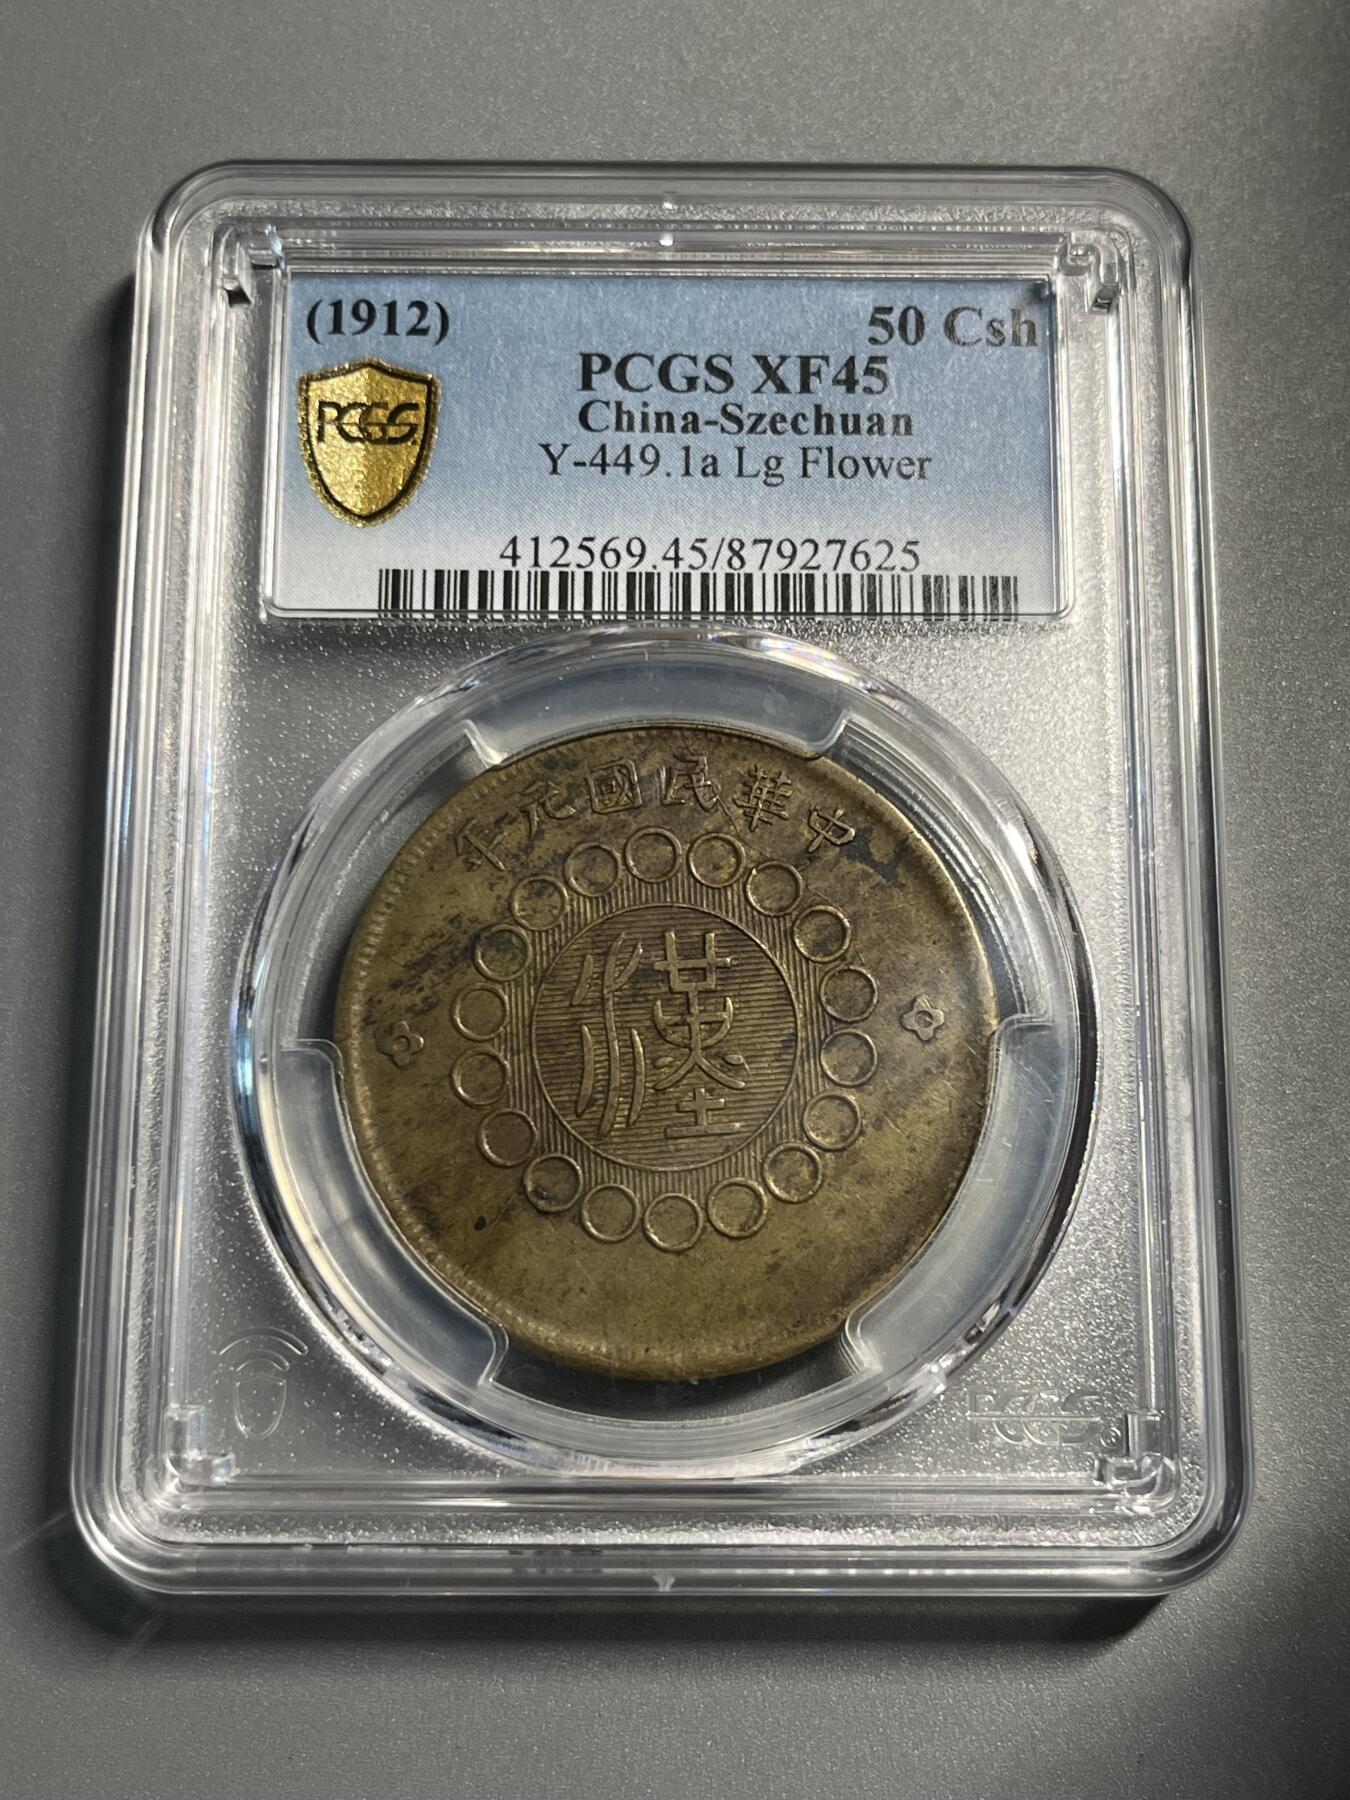 (1912)
50 Csh
PCGS XF45
China-Szechuan
Y-449.1a Lg Flower
PCGS
412569.45/87927625
年元國民華中
漢
PCGS